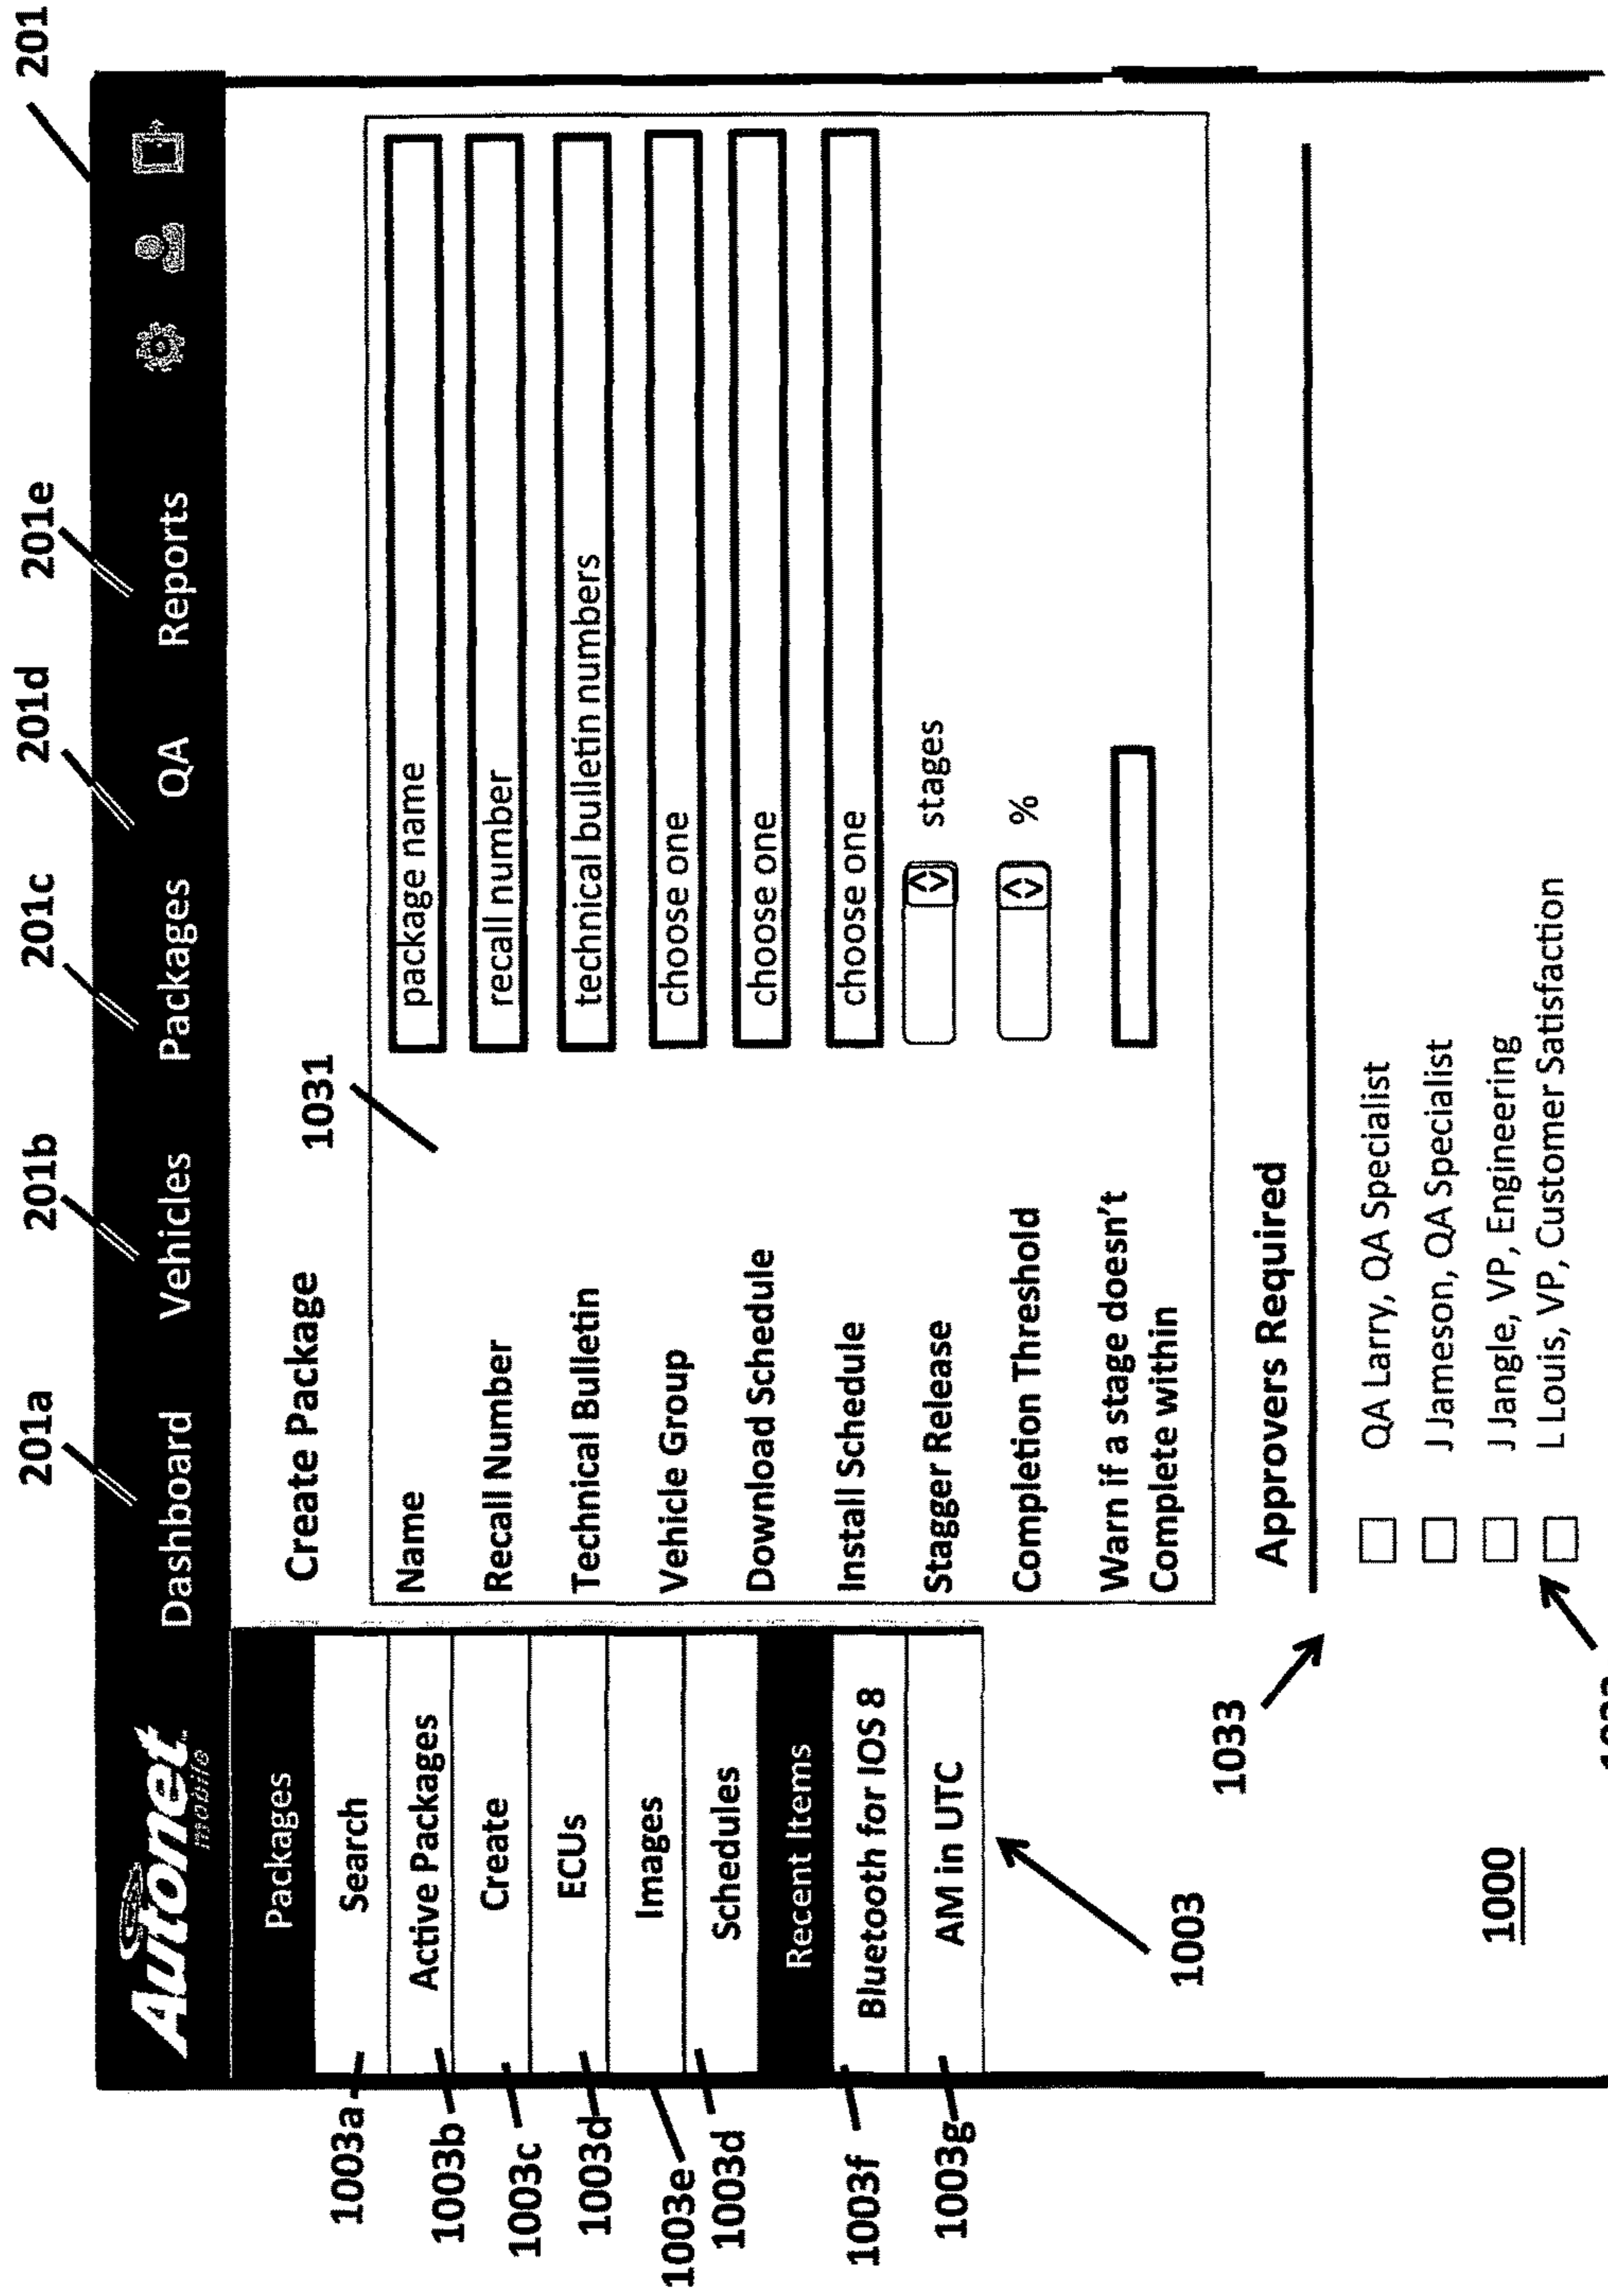 201
201a 201b 201c 201d 201e
Autonet
mobile
Dashboard Vehicles Packages QA Reports
Packages
1003a Search
1003b Active Packages
1003c Create
1003d ECUs
1003e Images
1003d Schedules
Recent Items
1003f Bluetooth for IOS 8
1003g AM in UTC
1003
Create Package
1031
Name package name
Recall Number recall number
Technical Bulletin technical bulletin numbers
Vehicle Group choose one
Download Schedule choose one
Install Schedule choose one
Stagger Release stages
Completion Threshold %
Warn if a stage doesn't
Complete within
Approvers Required
1033
QA Larry, QA Specialist
J Jameson, QA Specialist
J Jangle, VP, Engineering
L Louis, VP, Customer Satisfaction
1000